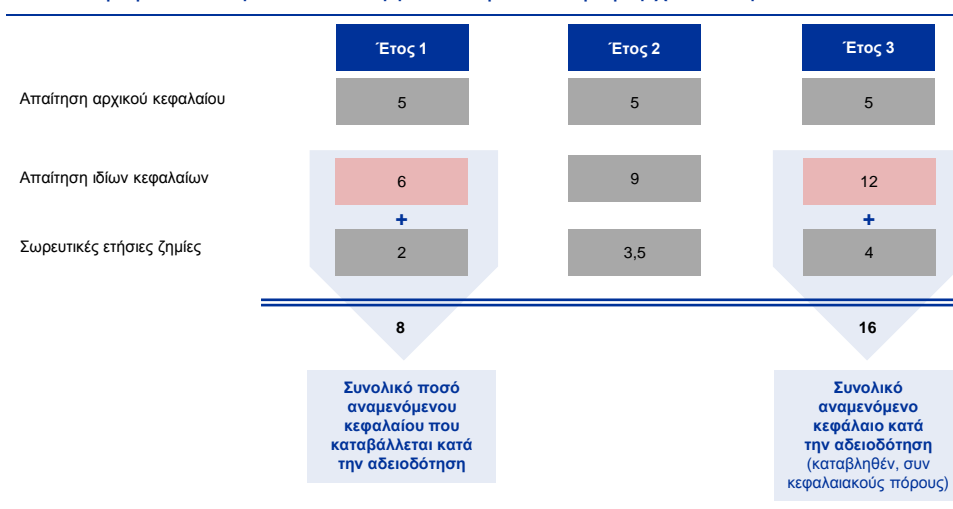 Έτος 1 Έτος 2 Έτος 3
Απαίτηση αρχικού κεφαλαίου 5 5 5
Απαίτηση ιδίων κεφαλαίων 6 9 12
+ +
Σωρευτικές ετήσιες ζημίες 2 3,5 4
8 16
Συνολικό ποσό
αναμενόμενου
κεφαλαίου που
καταβάλλεται κατά
την αδειοδότηση
Συνολικό
αναμενόμενο
κεφάλαιο κατά
την αδειοδότηση
(καταβληθέν, συν
κεφαλαιακούς πόρους)